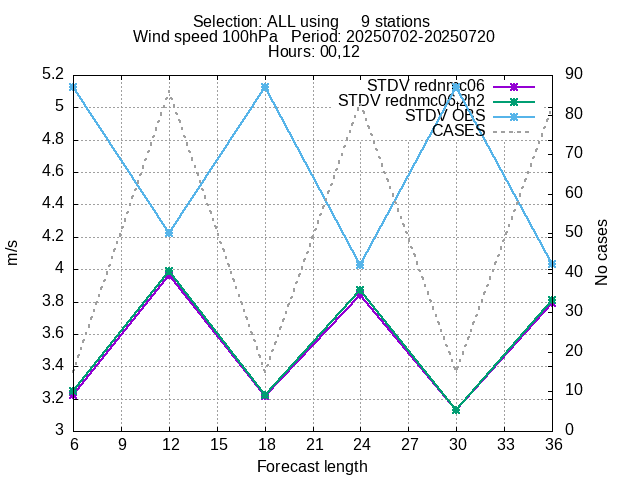 Selection: ALL using     9 stations
Wind speed 100hPa   Period: 20250702-20250720
Hours: 00,12
STDV rednmc06
STDV rednmc06.2h2
STDV OBS
CASES
5.2
5
4.8
4.6
4.4
4.2
4
3.8
3.6
3.4
3.2
3
m/s
90
80
70
60
50
40
30
20
10
0
No cases
6 9 12 15 18 21 24 27 30 33 36
Forecast length